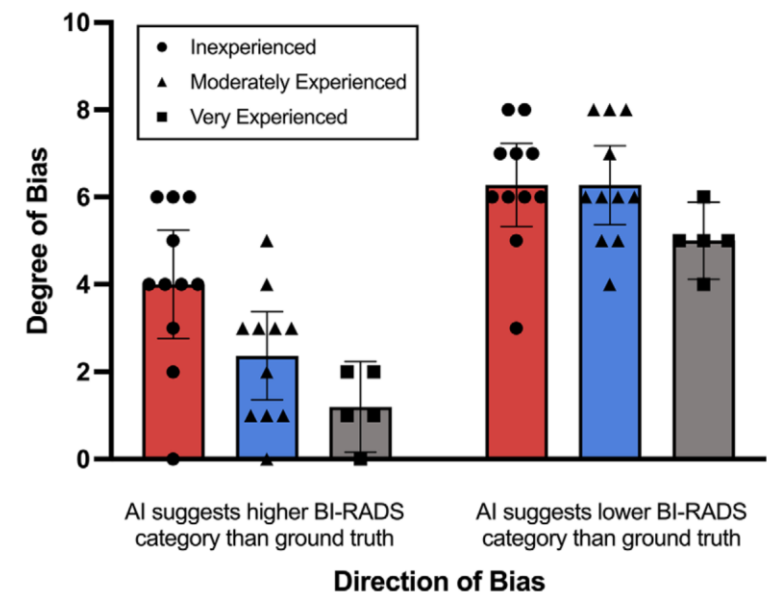 10
8
6
4
2
0
Degree of Bias
Inexperienced
Moderately Experienced
Very Experienced
AI suggests higher BI-RADS
category than ground truth
AI suggests lower BI-RADS
category than ground truth
Direction of Bias